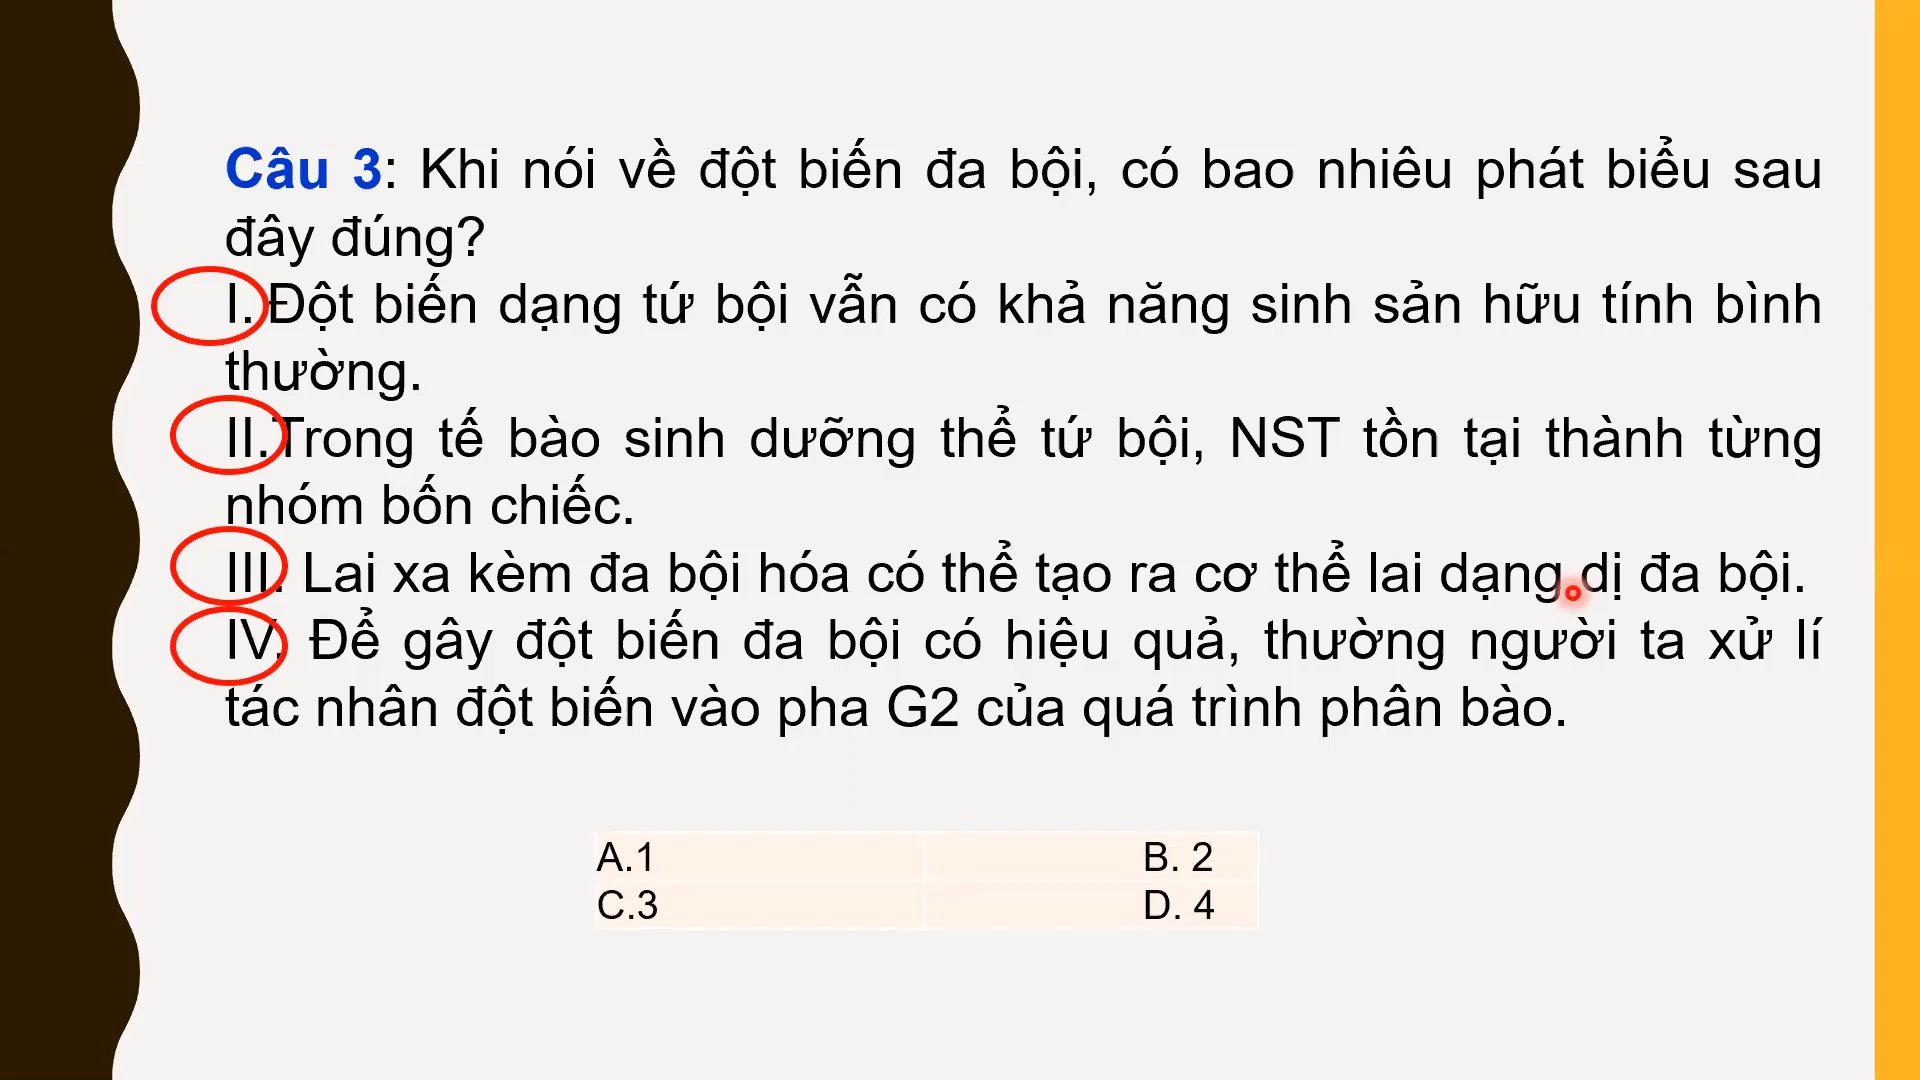 Câu 3: Khi nói về đột biến đa bội, có bao nhiêu phát biểu sau
đây đúng?
I. Đột biến dạng tứ bội vẫn có khả năng sinh sản hữu tính bình
thường.
II.Trong tế bào sinh dưỡng thể tứ bội, NST tồn tại thành từng
nhóm bốn chiếc.
III. Lai xa kèm đa bội hóa có thể tạo ra cơ thể lai dạng dị đa bội.
IV. Để gây đột biến đa bội có hiệu quả, thường người ta xử lí
tác nhân đột biến vào pha G2 của quá trình phân bào.
A.1 B. 2
C.3 D. 4